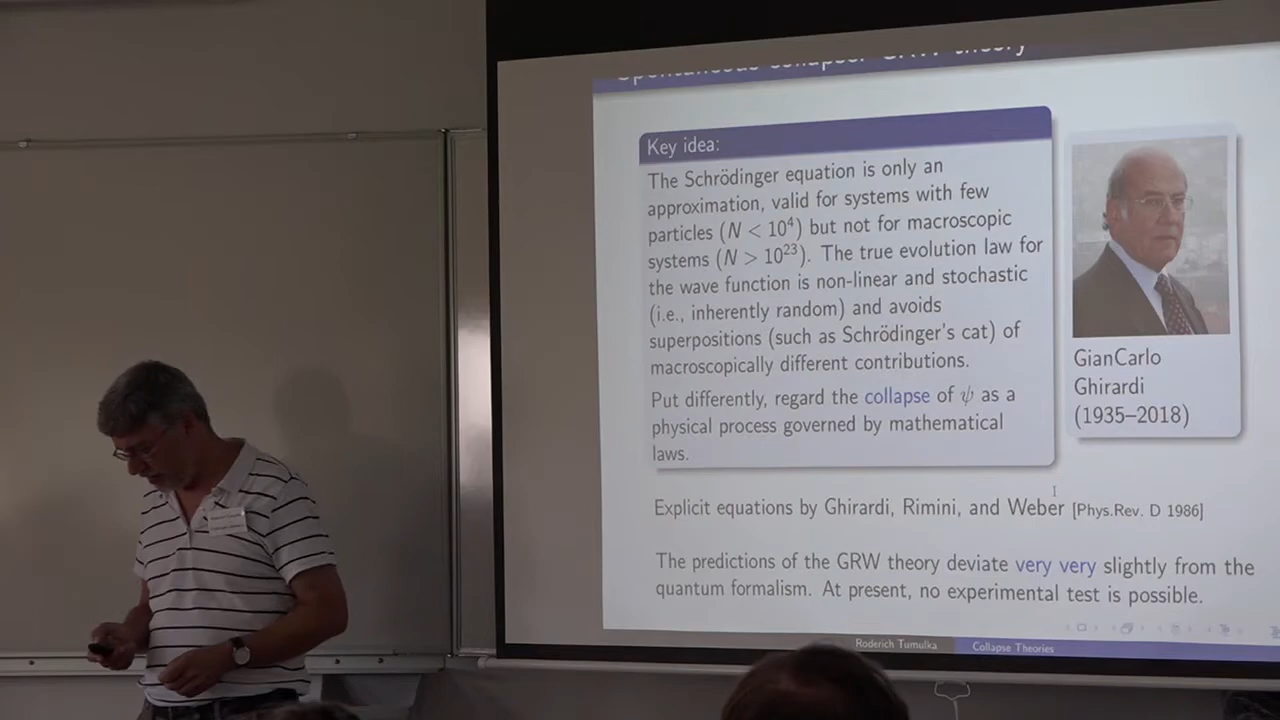 Spontaneous collapse: GRW theory
Key idea:
The Schrödinger equation is only an
approximation, valid for systems with few
particles (N < 10⁴) but not for macroscopic
systems (N > 10²³). The true evolution law for
the wave function is non-linear and stochastic
(i.e., inherently random) and avoids
superpositions (such as Schrödinger's cat) of
macroscopically different contributions.
Put differently, regard the collapse of ψ as a
physical process governed by mathematical
laws.
GianCarlo
Ghirardi
(1935–2018)
Explicit equations by Ghirardi, Rimini, and Weber [Phys.Rev. D 1986]
The predictions of the GRW theory deviate very very slightly from the
quantum formalism. At present, no experimental test is possible.
Roderich Tumulka Collapse Theories